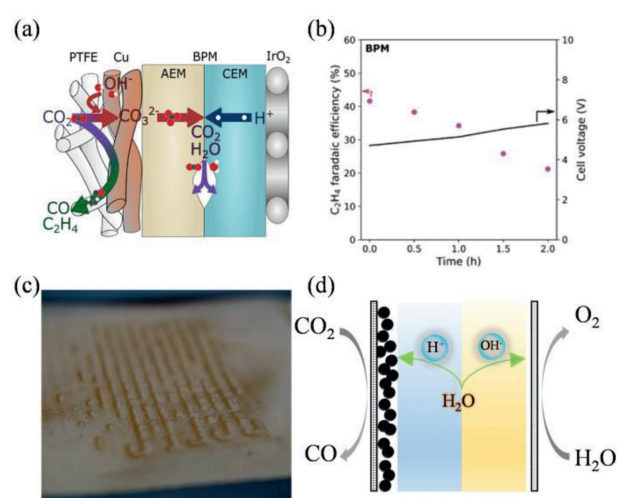 (a)
PTFE Cu AEM BPM CEM IrO₂
OH⁻
CO₂ CO₃²⁻ H⁺
CO₂
H₂O
CO
C₂H₄
(b)
BPM
C₂H₄ faradaic efficiency (%)
60
50
40
30
20
10
0
10
8
6
4
2
0
Cell voltage (V)
0.0 0.5 1.0 1.5 2.0
Time (h)
(c)
(d)
CO₂ O₂
H⁺ OH⁻
H₂O
CO H₂O